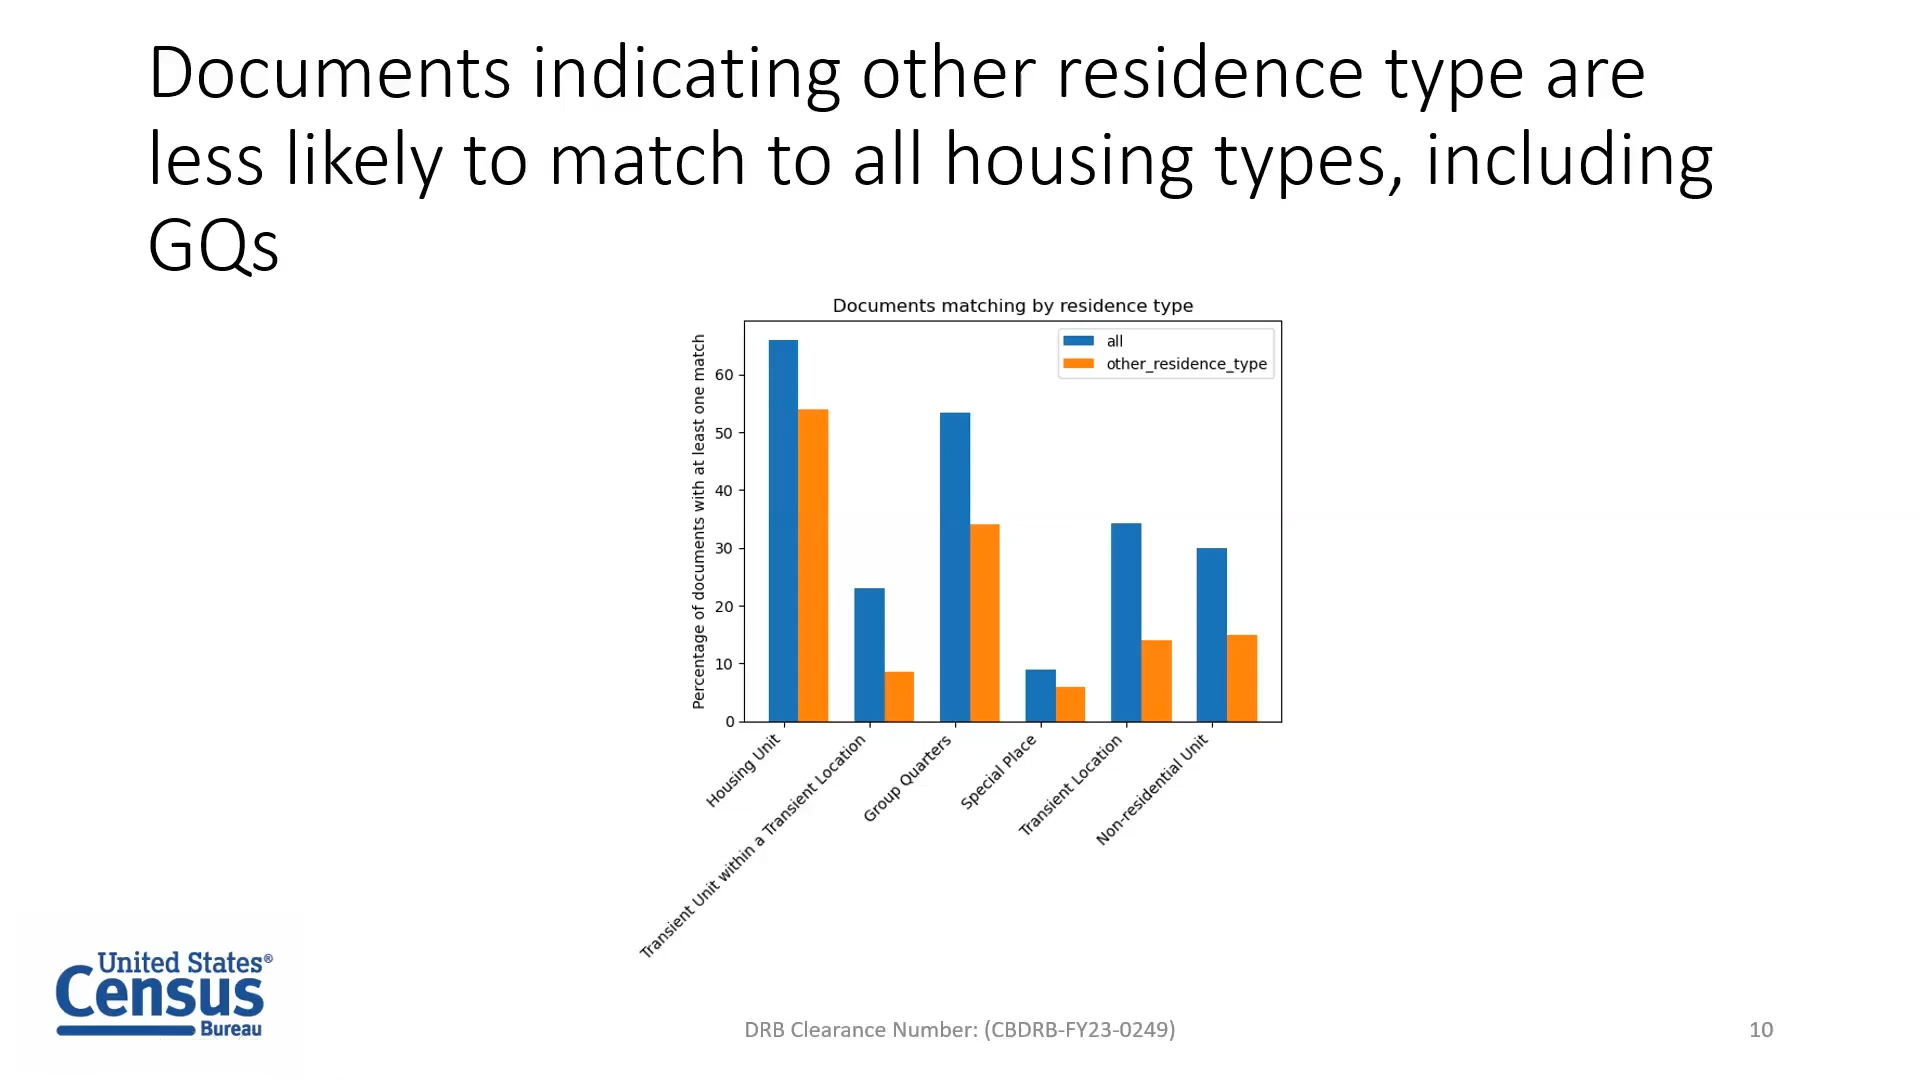 Documents indicating other residence type are
less likely to match to all housing types, including
GQs
Documents matching by residence type
all
other_residence_type
Percentage of documents with at least one match
60
50
40
30
20
10
0
Housing Unit
Transient Unit within a Transient Location
Group Quarters
Special Place
Transient Location
Non-residential Unit
United States®
Census
Bureau
DRB Clearance Number: (CBDRB-FY23-0249)
10